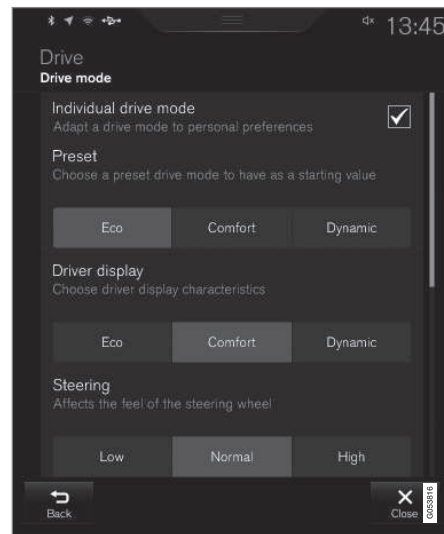 13:45
Drive
Drive mode
Individual drive mode
Adapt a drive mode to personal preferences
Preset
Choose a preset drive mode to have as a starting value
Eco Comfort Dynamic
Driver display
Choose driver display characteristics
Eco Comfort Dynamic
Steering
Affects the feel of the steering wheel
Low Normal High
Back Close
G053816